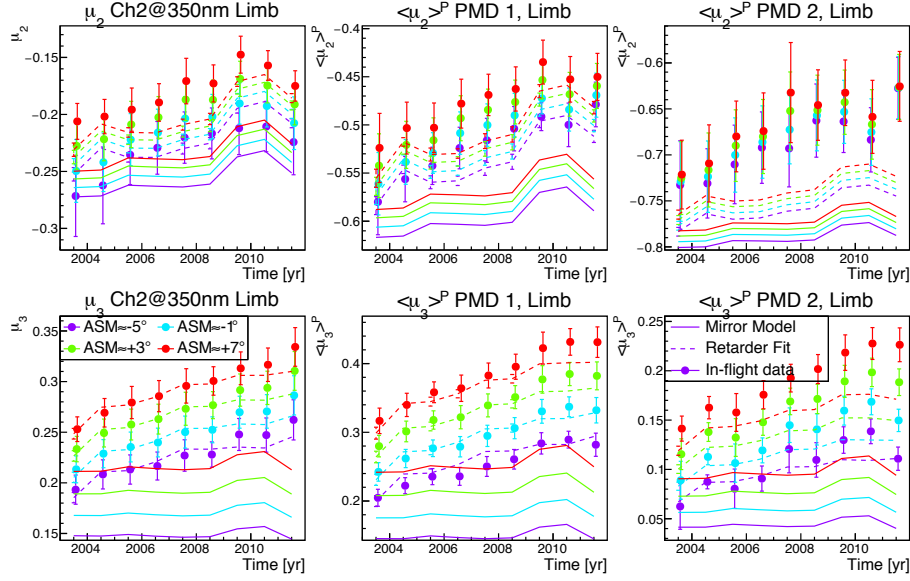 μ2 Ch2@350nm Limb
<μ2>P PMD 1, Limb
<μ2>P PMD 2, Limb
μ2
−0.15
−0.2
−0.25
−0.3
2004 2006 2008 2010
Time [yr]
<μ2>P
−0.4
−0.45
−0.5
−0.55
−0.6
2004 2006 2008 2010
Time [yr]
<μ2>P
−0.6
−0.65
−0.7
−0.75
−0.8
2004 2006 2008 2010
Time [yr]
μ3 Ch2@350nm Limb
<μ3>P PMD 1, Limb
<μ3>P PMD 2, Limb
μ3
0.35
0.3
0.25
0.2
0.15
ASM≈-5° ASM≈-1°
ASM≈+3° ASM≈+7°
2004 2006 2008 2010
Time [yr]
<μ3>P
0.4
0.3
0.2
2004 2006 2008 2010
Time [yr]
<μ3>P
0.25
0.2
0.15
0.1
0.05
Mirror Model
Retarder Fit
In-flight data
2004 2006 2008 2010
Time [yr]